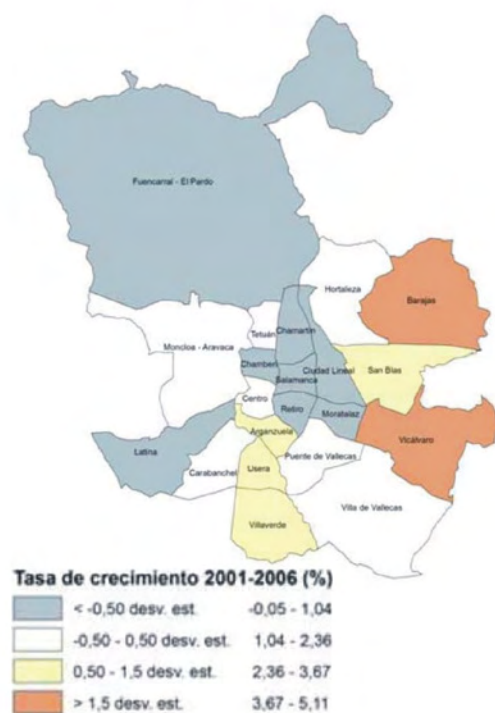 Fuencarral - El Pardo
Hortaleza
Barajas
Tetuán
Chamartín
Moncloa - Aravaca
Chamberí
Ciudad Lineal
San Blas
Salamanca
Centro
Retiro
Moratalaz
Vicálvaro
Arganzuela
Latina
Puente de Vallecas
Carabanchel
Usera
Villa de Vallecas
Villaverde
Tasa de crecimiento 2001-2006 (%)
< -0,50 desv. est. -0,05 - 1,04
-0,50 - 0,50 desv. est. 1,04 - 2,36
0,50 - 1,5 desv. est. 2,36 - 3,67
> 1,5 desv. est. 3,67 - 5,11